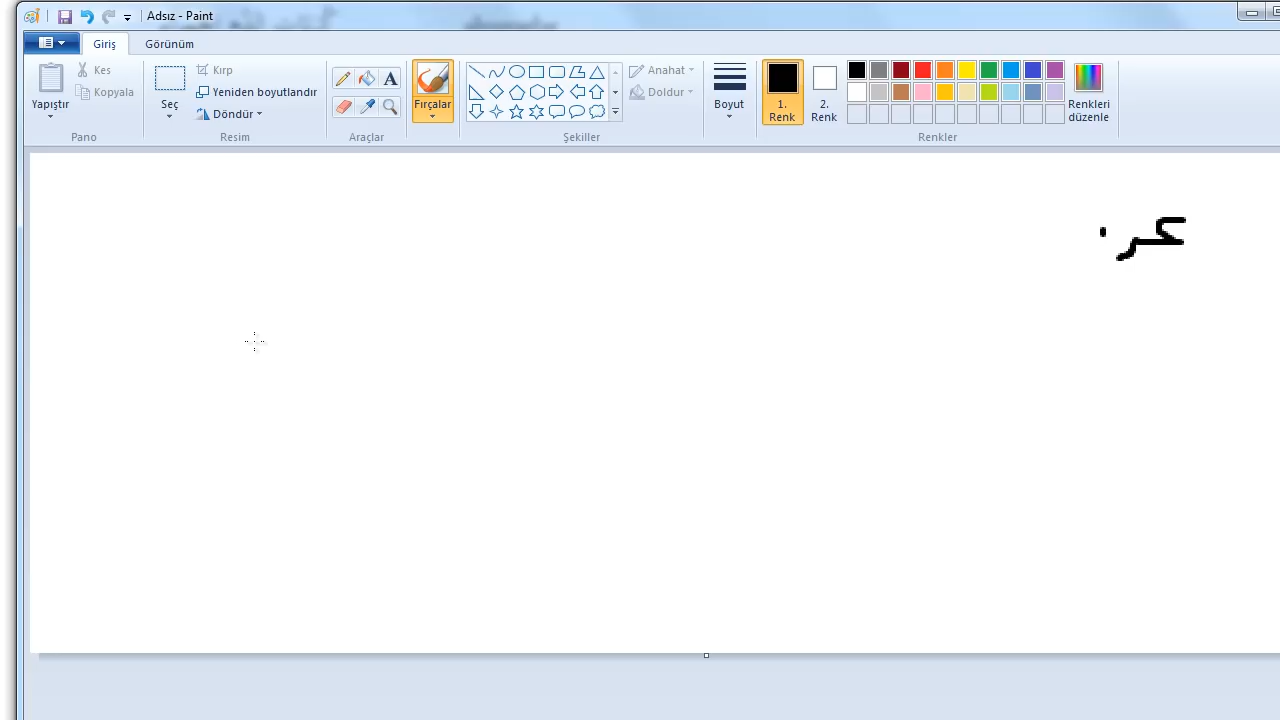 Adsız - Paint
Giriş
Görünüm
Yapıştır
Kes
Kopyala
Pano
Seç
Kırp
Yeniden boyutlandır
Döndür
Resim
A
Araçlar
Fırçalar
Şekiller
Anahat
Doldur
Boyut
1. Renk
2. Renk
Renkleri düzenle
Renkler